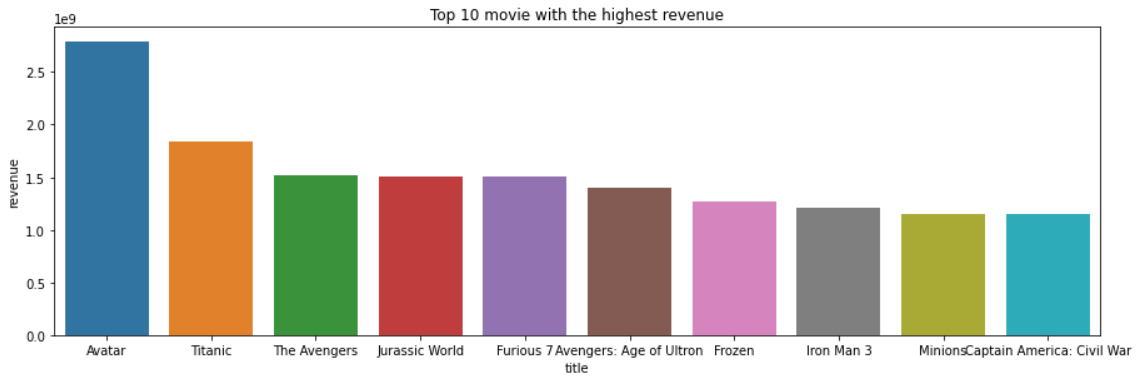 Top 10 movie with the highest revenue
1e9
2.5
2.0
1.5
1.0
0.5
0.0
revenue
Avatar Titanic The Avengers Jurassic World Furious 7 Avengers: Age of Ultron Frozen Iron Man 3 Minions Captain America: Civil War
title